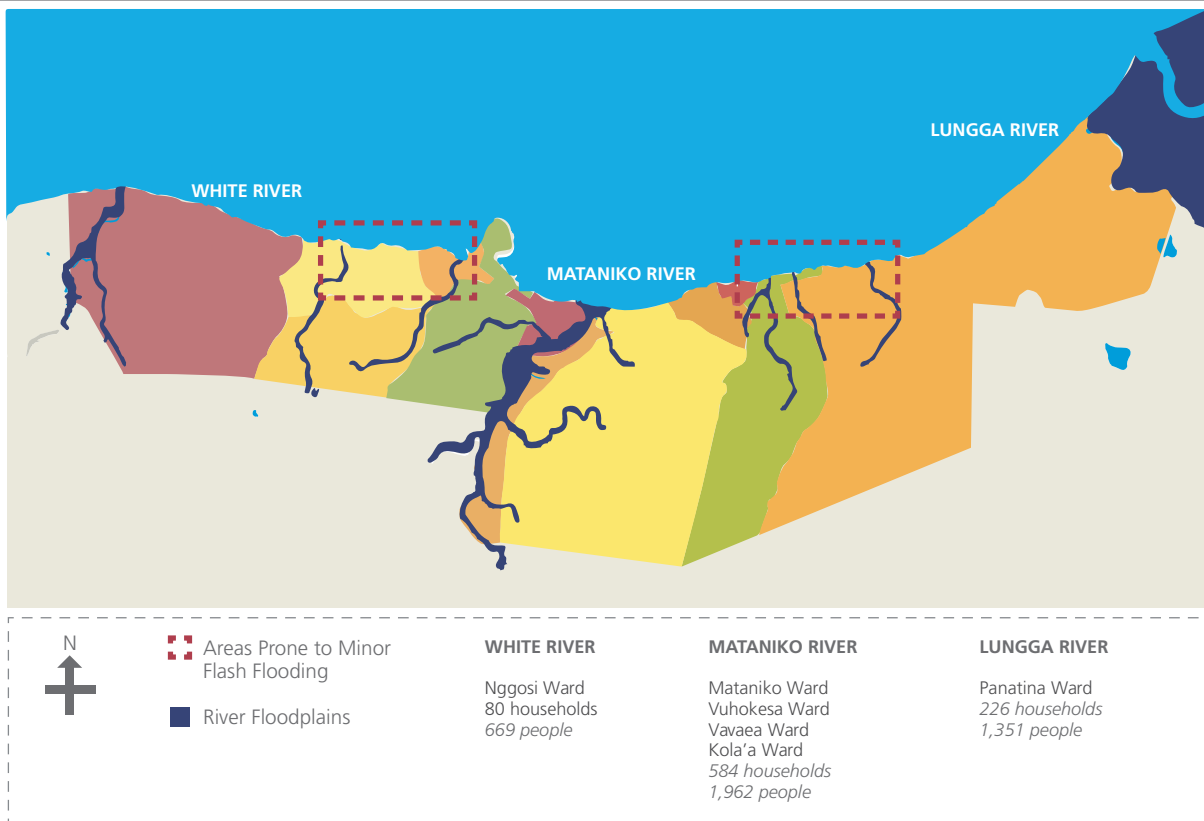 LUNGGA RIVER
WHITE RIVER
MATANIKO RIVER
N
Areas Prone to Minor
Flash Flooding
River Floodplains
WHITE RIVER
Nggosi Ward
80 households
669 people
MATANIKO RIVER
Mataniko Ward
Vuhokesa Ward
Vavaea Ward
Kola’a Ward
584 households
1,962 people
LUNGGA RIVER
Panatina Ward
226 households
1,351 people